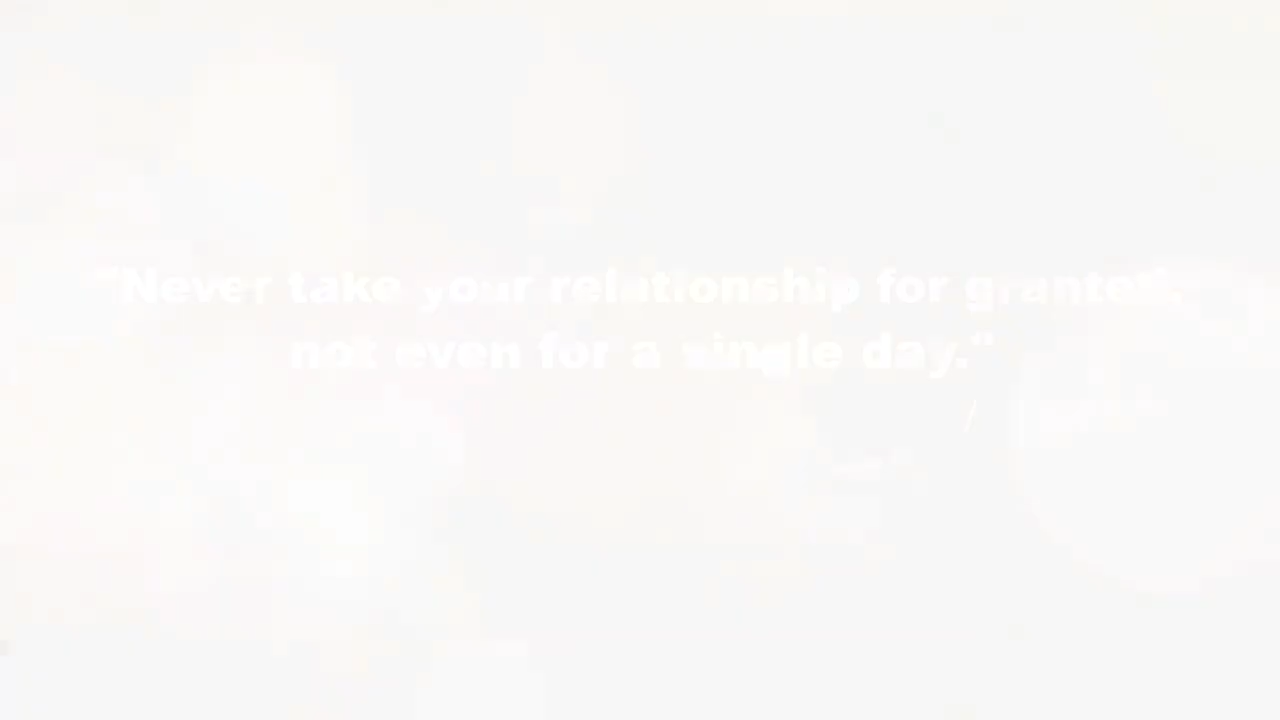 "Never take your relationship for granted,
not even for a single day."